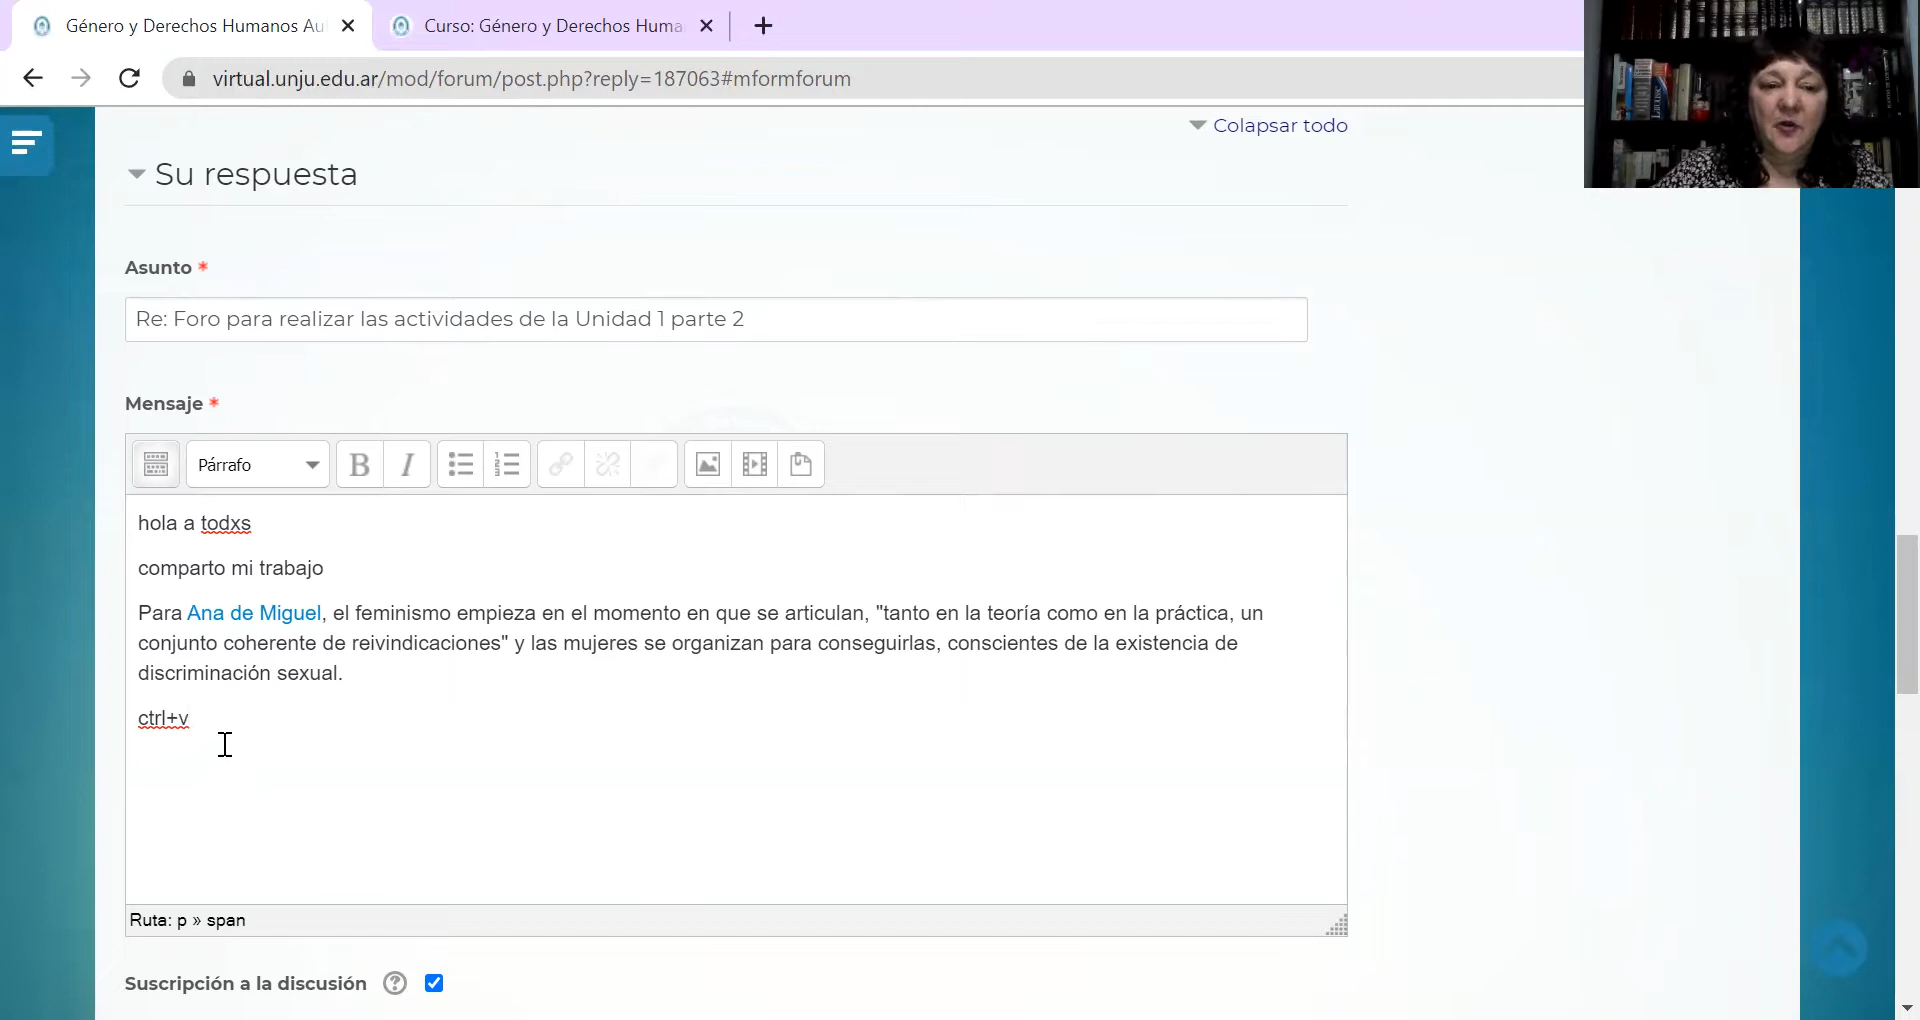 Género y Derechos Humanos Au
Curso: Género y Derechos Huma
virtual.unju.edu.ar/mod/forum/post.php?reply=187063#mformforum
Colapsar todo
Su respuesta
Asunto *
Re: Foro para realizar las actividades de la Unidad 1 parte 2
Mensaje *
Párrafo
B I
hola a todxs
comparto mi trabajo
Para Ana de Miguel, el feminismo empieza en el momento en que se articulan, "tanto en la teoría como en la práctica, un
conjunto coherente de reivindicaciones" y las mujeres se organizan para conseguirlas, conscientes de la existencia de
discriminación sexual.
ctrl+v
Ruta: p » span
Suscripción a la discusión ?